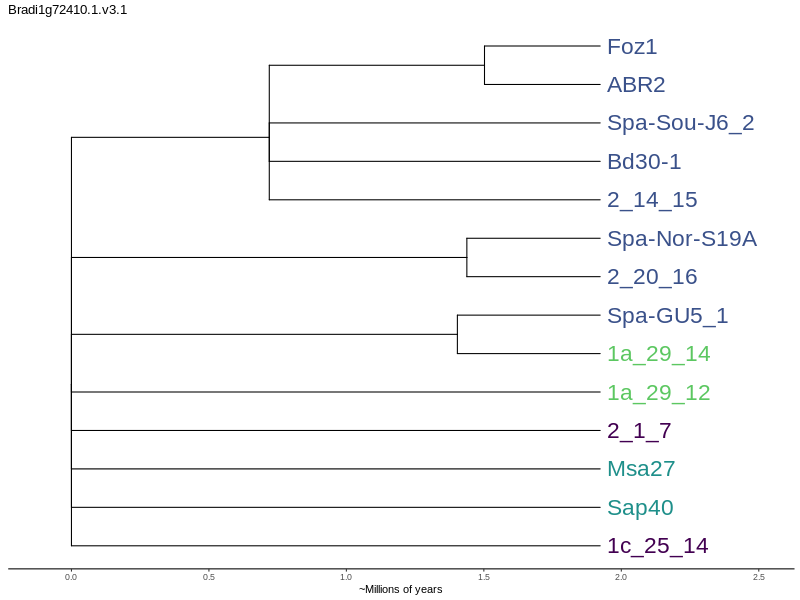 Bradi1g72410.1.v3.1
Foz1
ABR2
Spa-Sou-J6_2
Bd30-1
2_14_15
Spa-Nor-S19A
2_20_16
Spa-GU5_1
1a_29_14
1a_29_12
2_1_7
Msa27
Sap40
1c_25_14
0.0 0.5 1.0 1.5 2.0 2.5
~Millions of years